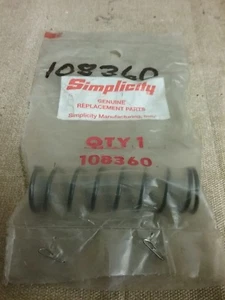 108360
Simplicity
GENUINE
REPLACEMENT PARTS
Simplicity Manufacturing, Inc.
QTY 1
108360